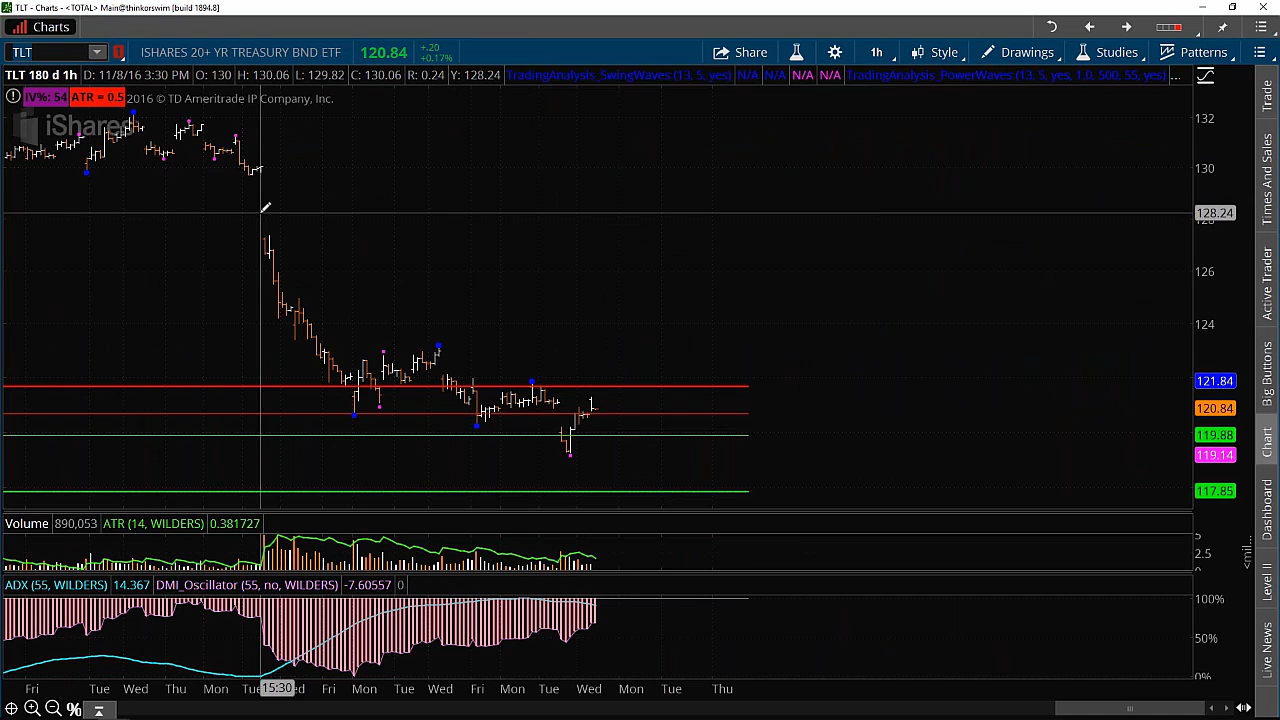 TLT - Charts - <TOTAL> Main@thinkorswim [build 1894.8]
Charts
TLT ISHARES 20+ YR TREASURY BND ETF 120.84 +.20 +0.17% Share 1h Style Drawings Studies Patterns
TLT 180 d 1h D: 11/8/16 3:30 PM O: 130 H: 130.06 L: 129.82 C: 130.06 R: 0.24 Y: 128.24 TradingAnalysis_SwingWaves (13, 5, yes) N/A N/A N/A N/A TradingAnalysis_PowerWaves (13, 5, yes, 1.0, 500, 55, yes) ...
IV%: 54 ATR = 0.5 2016 © TD Ameritrade IP Company, Inc.
iShares
132
130
128.24
128
126
124
121.84
120.84
119.88
119.14
117.85
Volume 890,053 ATR (14, WILDERS) 0.381727
5
2.5
0
<mil...
ADX (55, WILDERS) 14.367 DMI_Oscillator (55, no, WILDERS) -7.60557 0
100%
50%
0%
Fri Tue Wed Thu Mon Tue 15:30 ed Fri Mon Tue Wed Fri Mon Tue Wed Mon Tue Thu
%
Trade
Times And Sales
Active Trader
Big Buttons
Chart
Dashboard
Level II
Live News